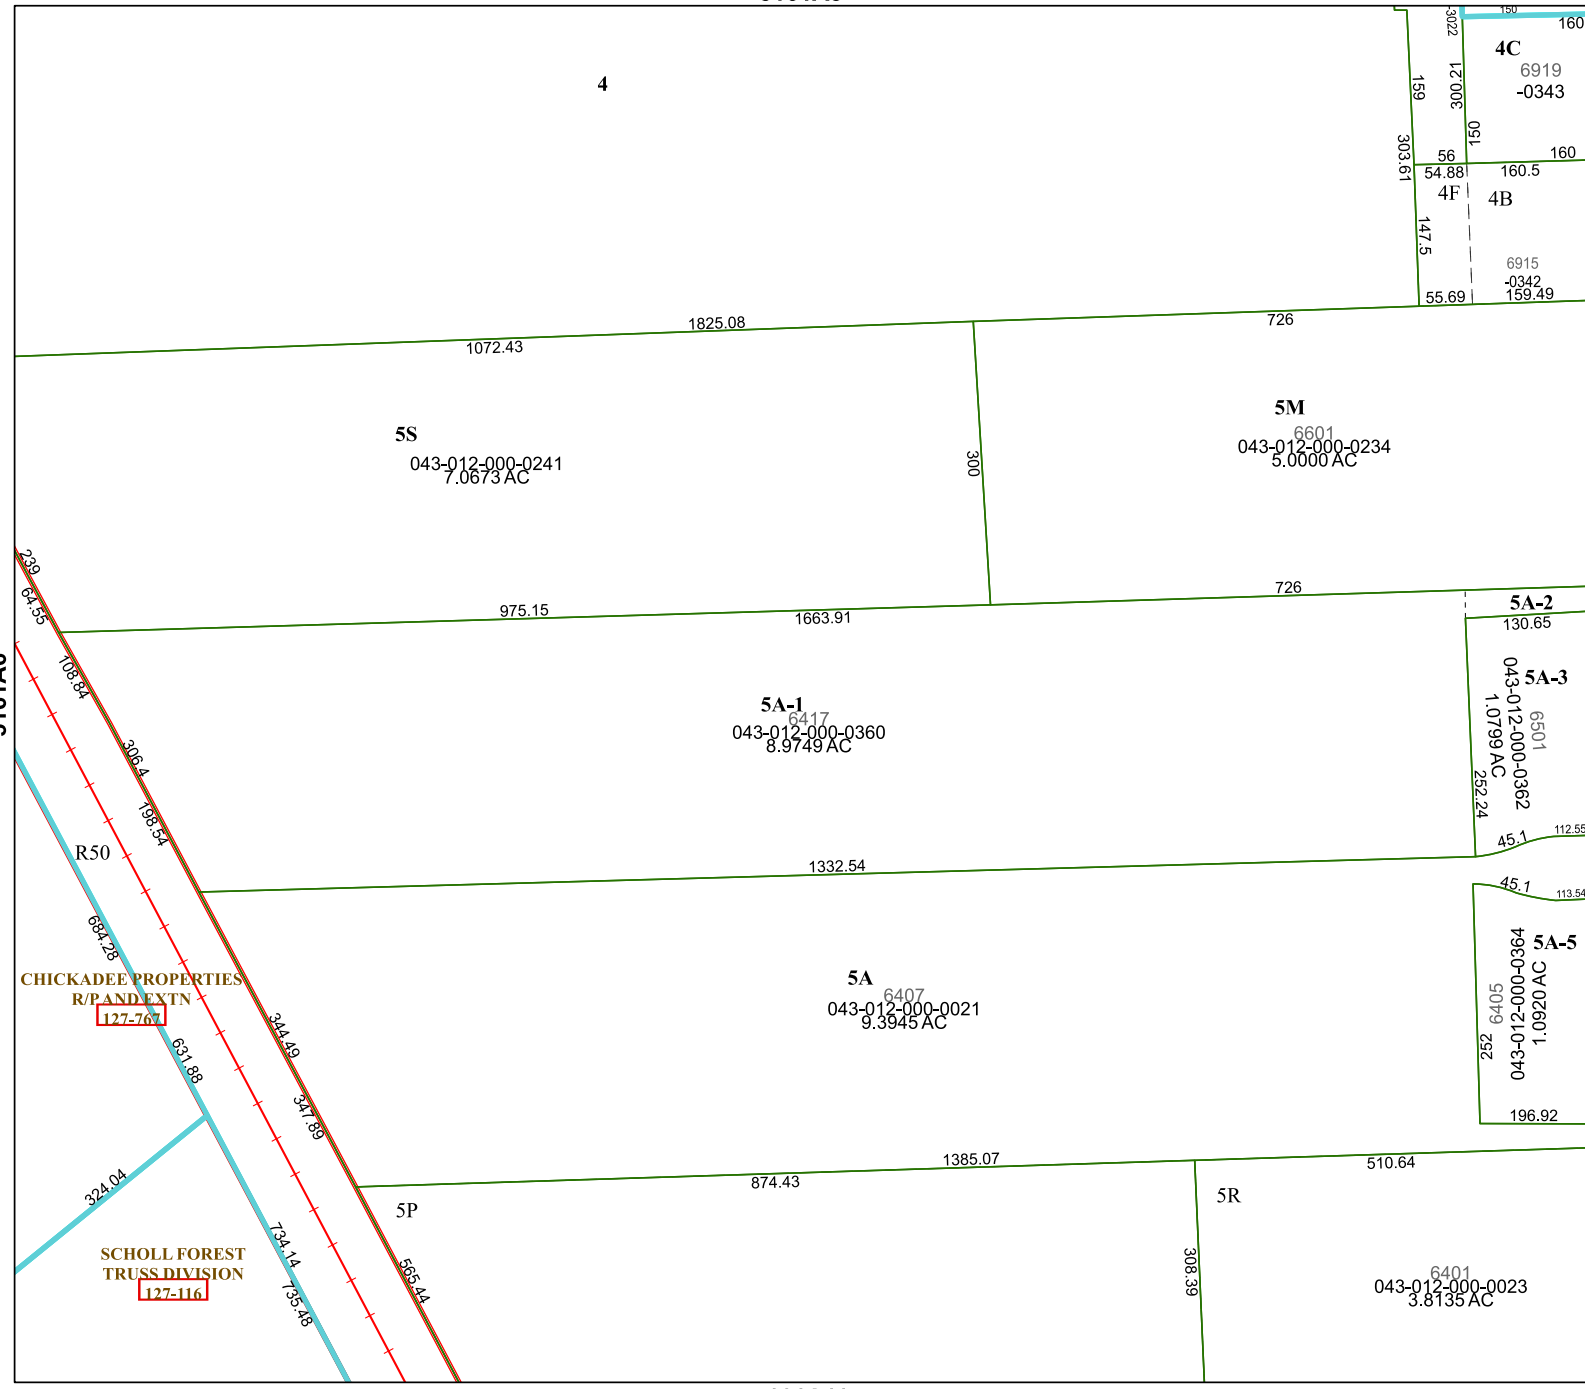 150
160
-3022
4C
6919
-0343
4
159
300.21
150
303.61
56
160
54.88
160.5
4F
4B
147.5
6915
-0342
55.69
159.49
1825.08
726
1072.43
5S
043-012-000-0241
7.0673 AC
300
5M
6601
043-012-000-0234
5.0000 AC
239
64.55
975.15
1663.91
726
5A-2
130.65
108.84
5A-1
6417
043-012-000-0360
8.9749 AC
5A-3
6501
043-012-000-0362
1.0799 AC
252.24
306.4
198.54
R50
45.1
112.55
1332.54
45.1
113.54
684.28
CHICKADEE PROPERTIES
R/P AND EXTN
127-767
5A
6407
043-012-000-0021
9.3945 AC
5A-5
6405
043-012-000-0364
1.0920 AC
252
344.49
631.88
347.89
196.92
1385.07
510.64
874.43
324.04
5P
5R
SCHOLL FOREST
TRUSS DIVISION
127-116
734.14
735.48
565.44
308.39
6401
043-012-000-0023
3.8135 AC